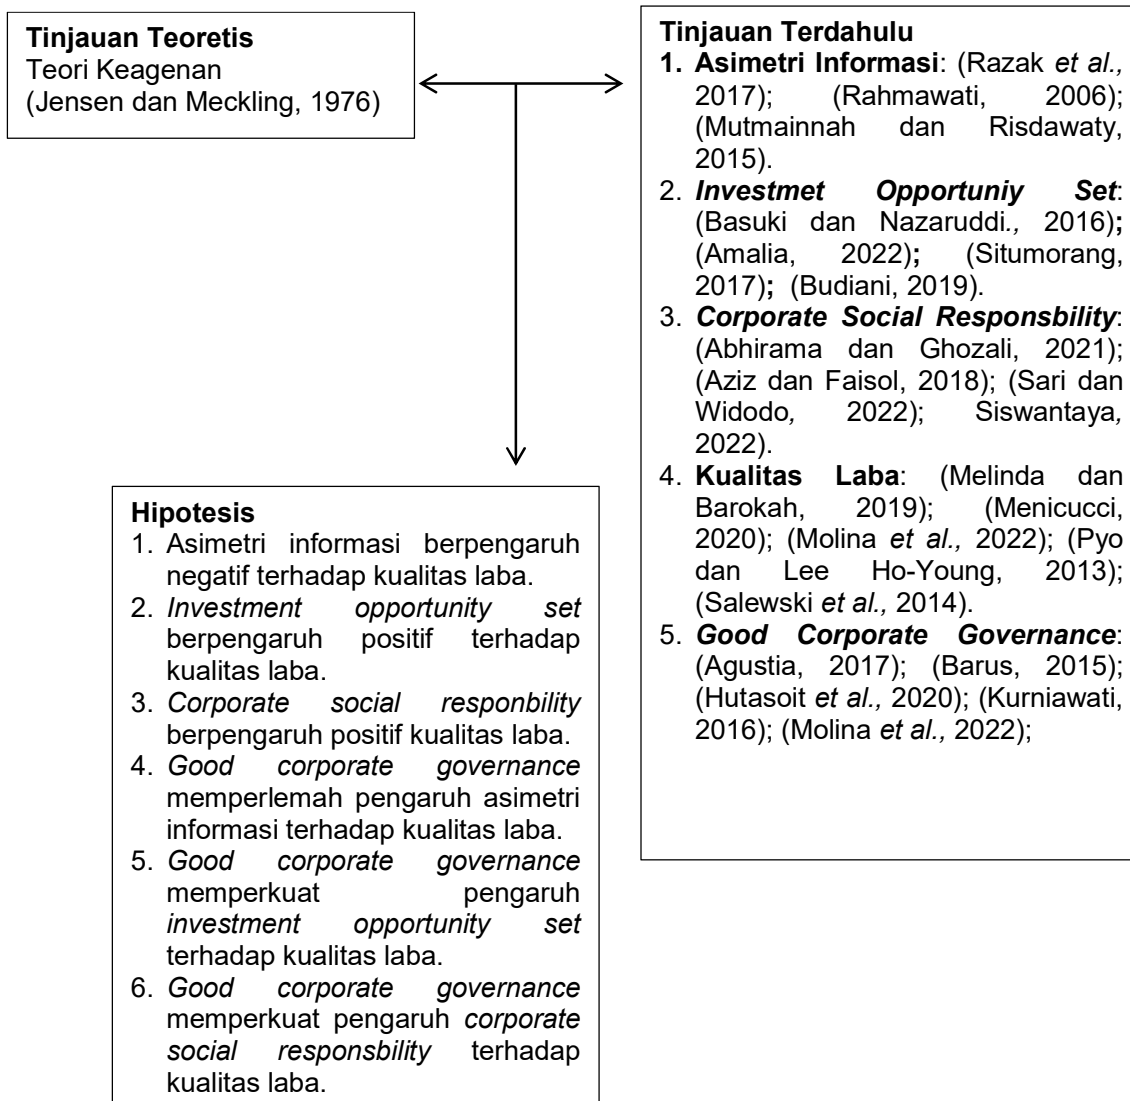 Tinjauan Teoretis
Teori Keagenan
(Jensen dan Meckling, 1976)
Tinjauan Terdahulu
1. Asimetri Informasi: (Razak et al.,
2017); (Rahmawati, 2006);
(Mutmainnah dan Risdawaty,
2015).
2. Investmet Opportuniy Set:
(Basuki dan Nazaruddi., 2016);
(Amalia, 2022); (Situmorang,
2017); (Budiani, 2019).
3. Corporate Social Responsbility:
(Abhirama dan Ghozali, 2021);
(Aziz dan Faisol, 2018); (Sari dan
Widodo, 2022); Siswantaya,
2022).
4. Kualitas Laba: (Melinda dan
Barokah, 2019); (Menicucci,
2020); (Molina et al., 2022); (Pyo
dan Lee Ho-Young, 2013);
(Salewski et al., 2014).
5. Good Corporate Governance:
(Agustia, 2017); (Barus, 2015);
(Hutasoit et al., 2020); (Kurniawati,
2016); (Molina et al., 2022);
Hipotesis
1. Asimetri informasi berpengaruh
negatif terhadap kualitas laba.
2. Investment opportunity set
berpengaruh positif terhadap
kualitas laba.
3. Corporate social responbility
berpengaruh positif kualitas laba.
4. Good corporate governance
memperlemah pengaruh asimetri
informasi terhadap kualitas laba.
5. Good corporate governance
memperkuat pengaruh
investment opportunity set
terhadap kualitas laba.
6. Good corporate governance
memperkuat pengaruh corporate
social responsbility terhadap
kualitas laba.